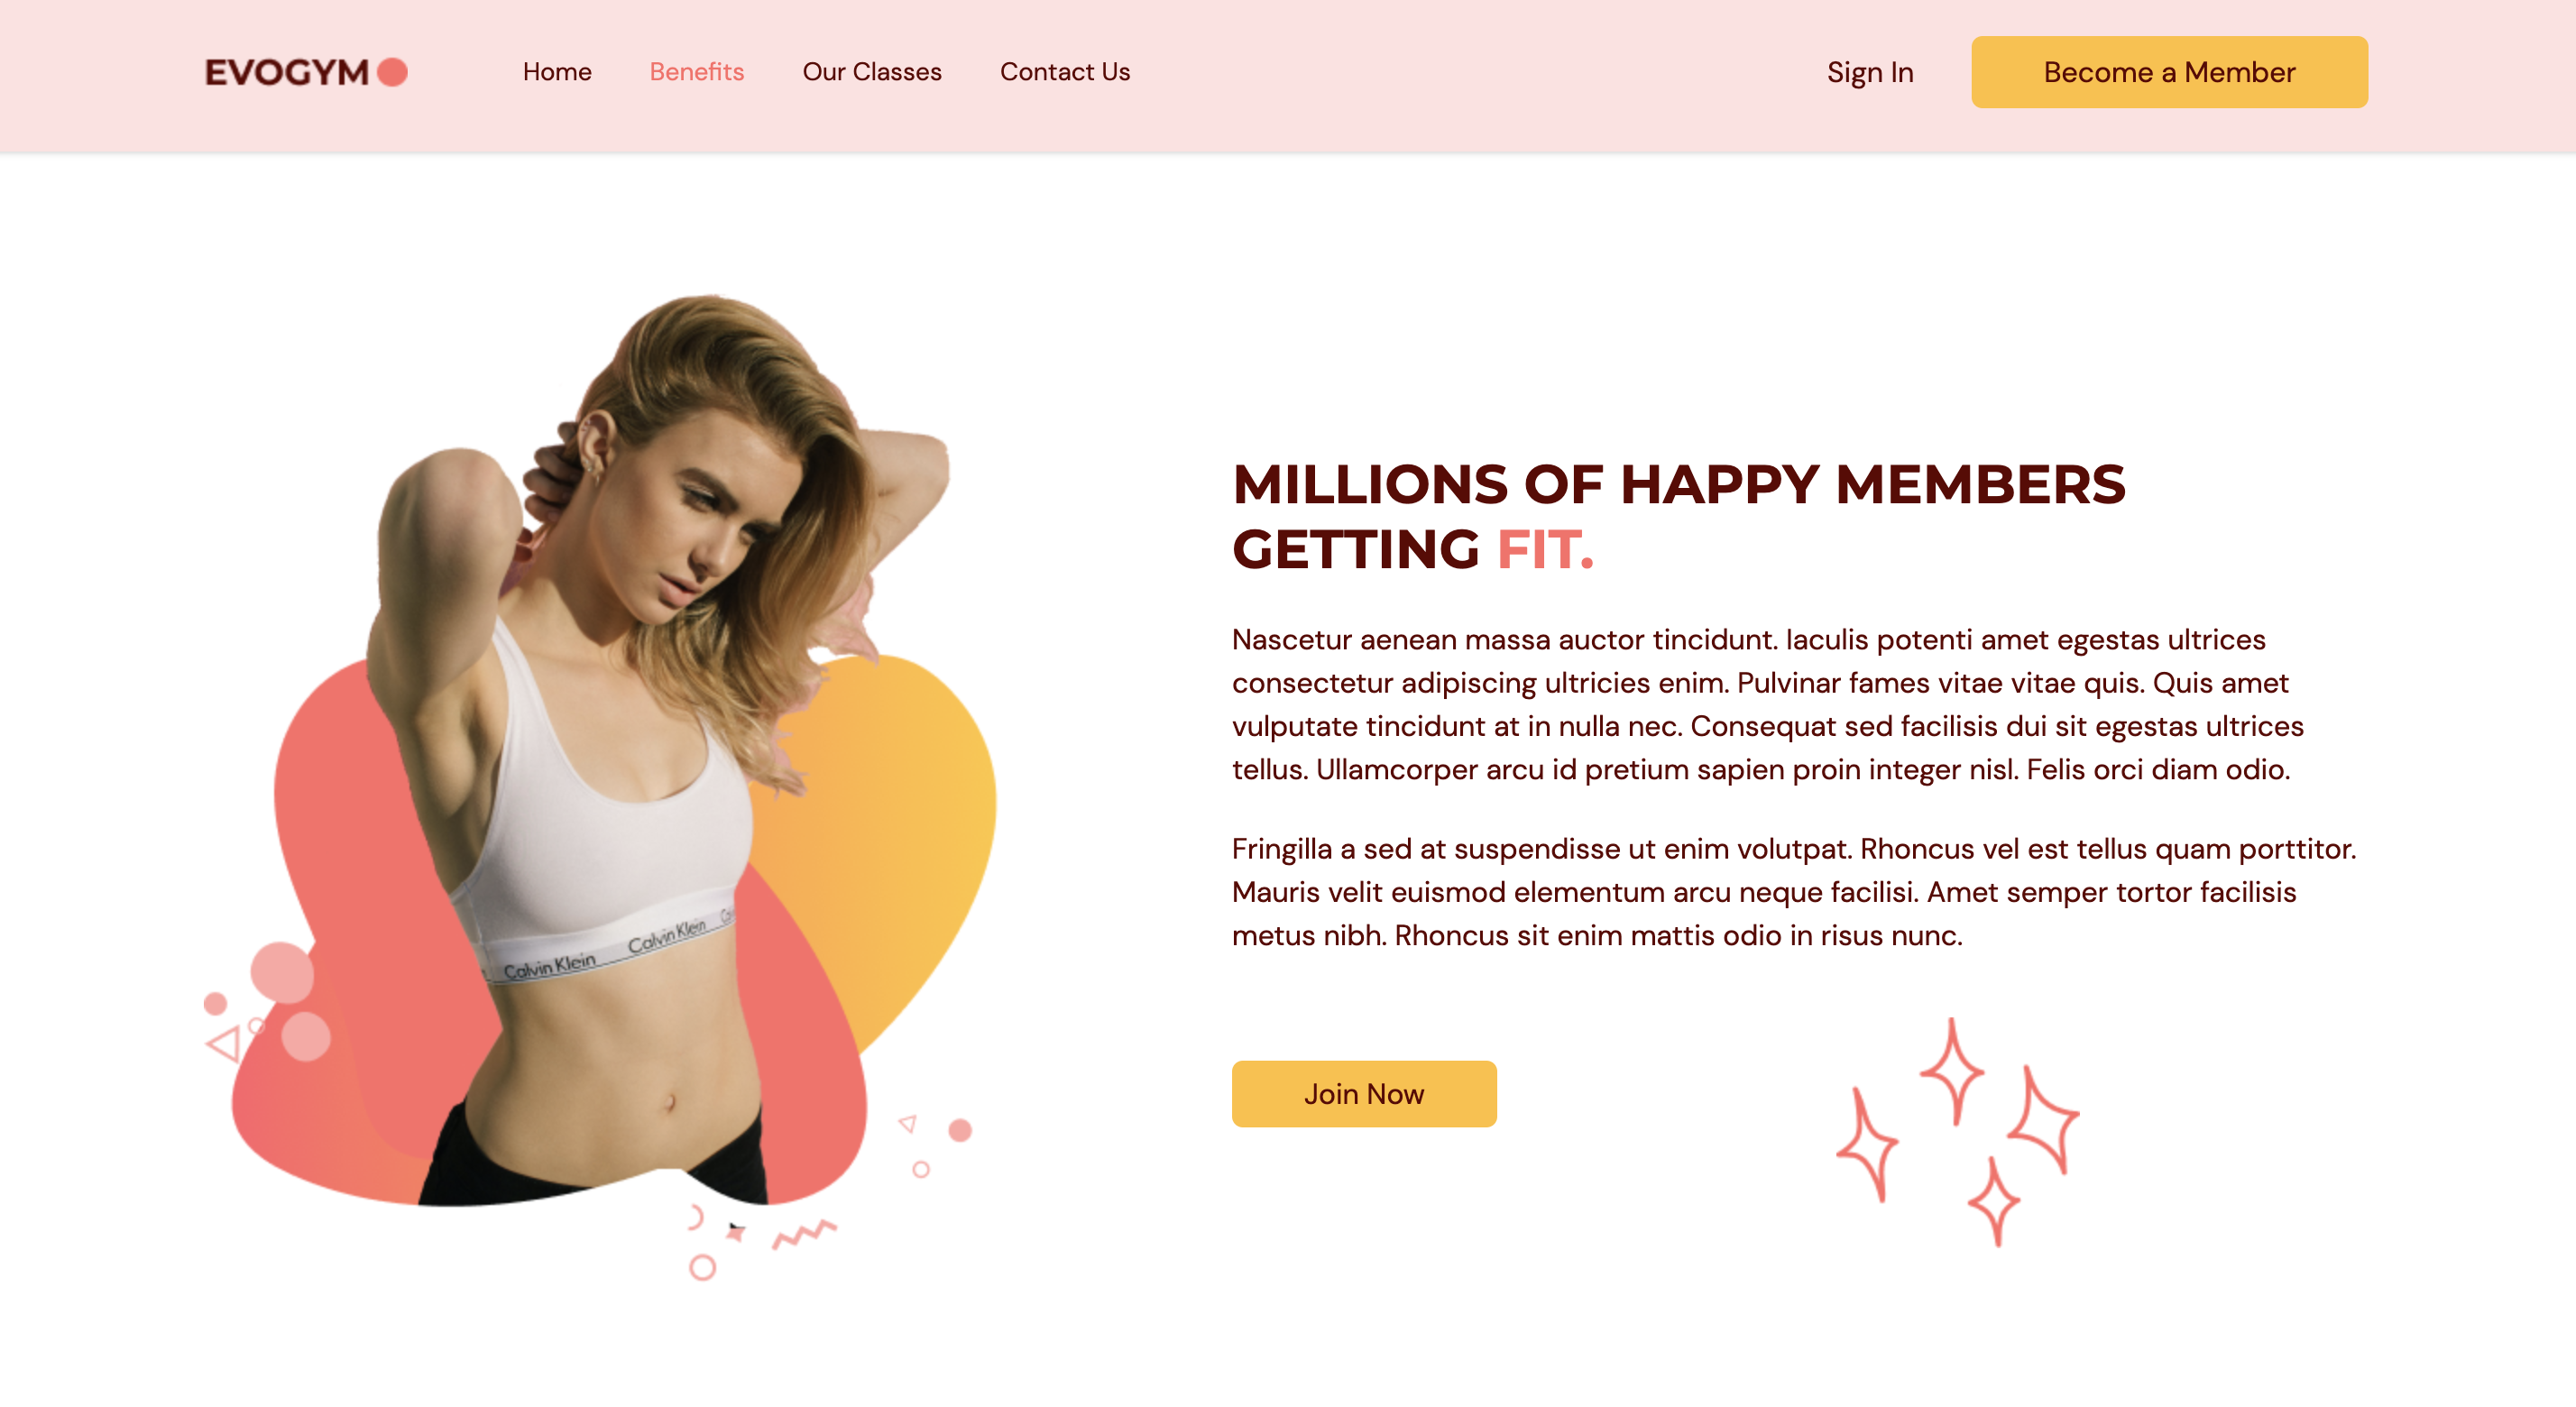 EVOGYM
Home
Benefits
Our Classes
Contact Us
Sign In
Become a Member
MILLIONS OF HAPPY MEMBERS
GETTING FIT.
Nascetur aenean massa auctor tincidunt. Iaculis potenti amet egestas ultrices
consectetur adipiscing ultricies enim. Pulvinar fames vitae vitae quis. Quis amet
vulputate tincidunt at in nulla nec. Consequat sed facilisis dui sit egestas ultrices
tellus. Ullamcorper arcu id pretium sapien proin integer nisl. Felis orci diam odio.
Fringilla a sed at suspendisse ut enim volutpat. Rhoncus vel est tellus quam porttitor.
Mauris velit euismod elementum arcu neque facilisi. Amet semper tortor facilisis
metus nibh. Rhoncus sit enim mattis odio in risus nunc.
Join Now
Calvin Klein Calvin Klein